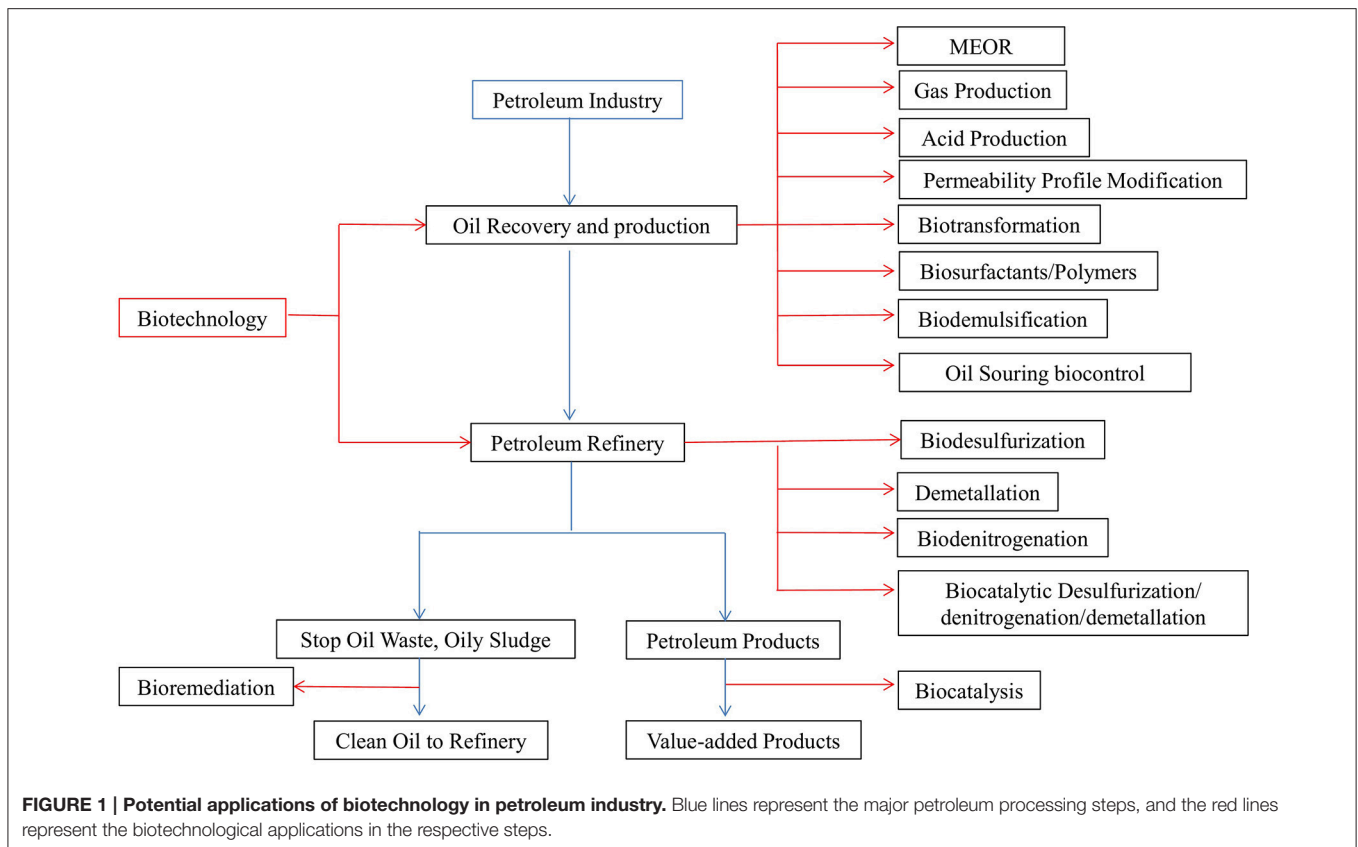 MEOR
Petroleum Industry
Gas Production
Acid Production
Permeability Profile Modification
Oil Recovery and production
Biotransformation
Biosurfactants/Polymers
Biotechnology
Biodemulsification
Oil Souring biocontrol
Petroleum Refinery
Biodesulfurization
Demetallation
Biodenitrogenation
Biocatalytic Desulfurization/
denitrogenation/demetallation
Stop Oil Waste, Oily Sludge
Petroleum Products
Bioremediation
Biocatalysis
Clean Oil to Refinery
Value-added Products
FIGURE 1 | Potential applications of biotechnology in petroleum industry. Blue lines represent the major petroleum processing steps, and the red lines
represent the biotechnological applications in the respective steps.